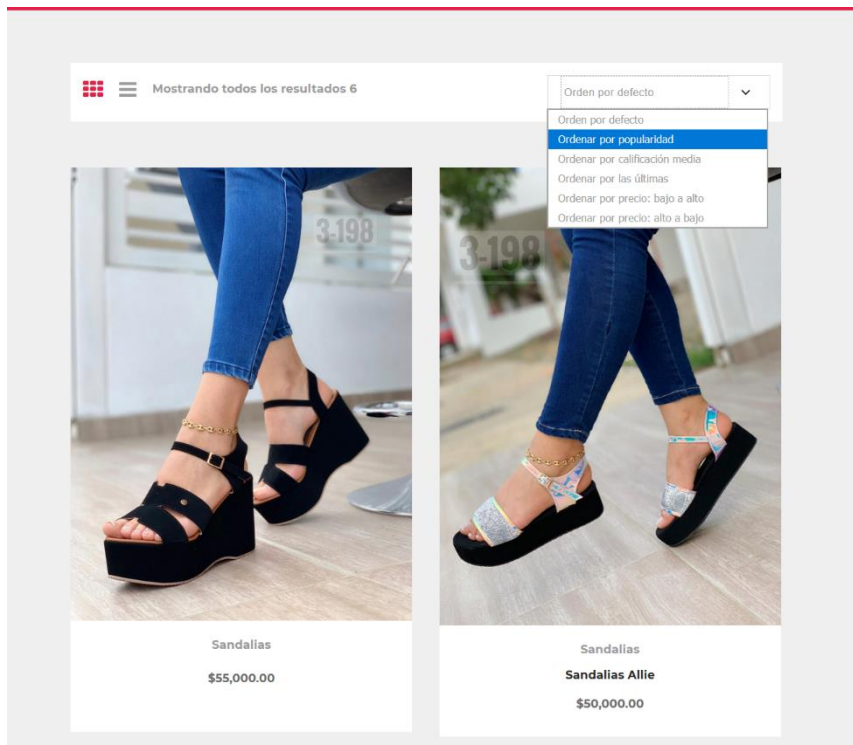 Mostrando todos los resultados 6
Orden por defecto
Orden por defecto
Ordenar por popularidad
Ordenar por calificación media
Ordenar por las últimas
Ordenar por precio: bajo a alto
Ordenar por precio: alto a bajo
3-198
3-198
Sandalias
$55,000.00
Sandalias
Sandalias Allie
$50,000.00